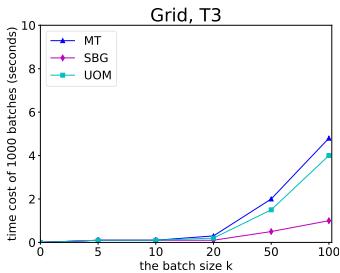 Grid, T3
time cost of 1000 batches (seconds)
10
8
6
4
2
0
MT
SBG
UOM
0 5 10 20 50 100
the batch size k